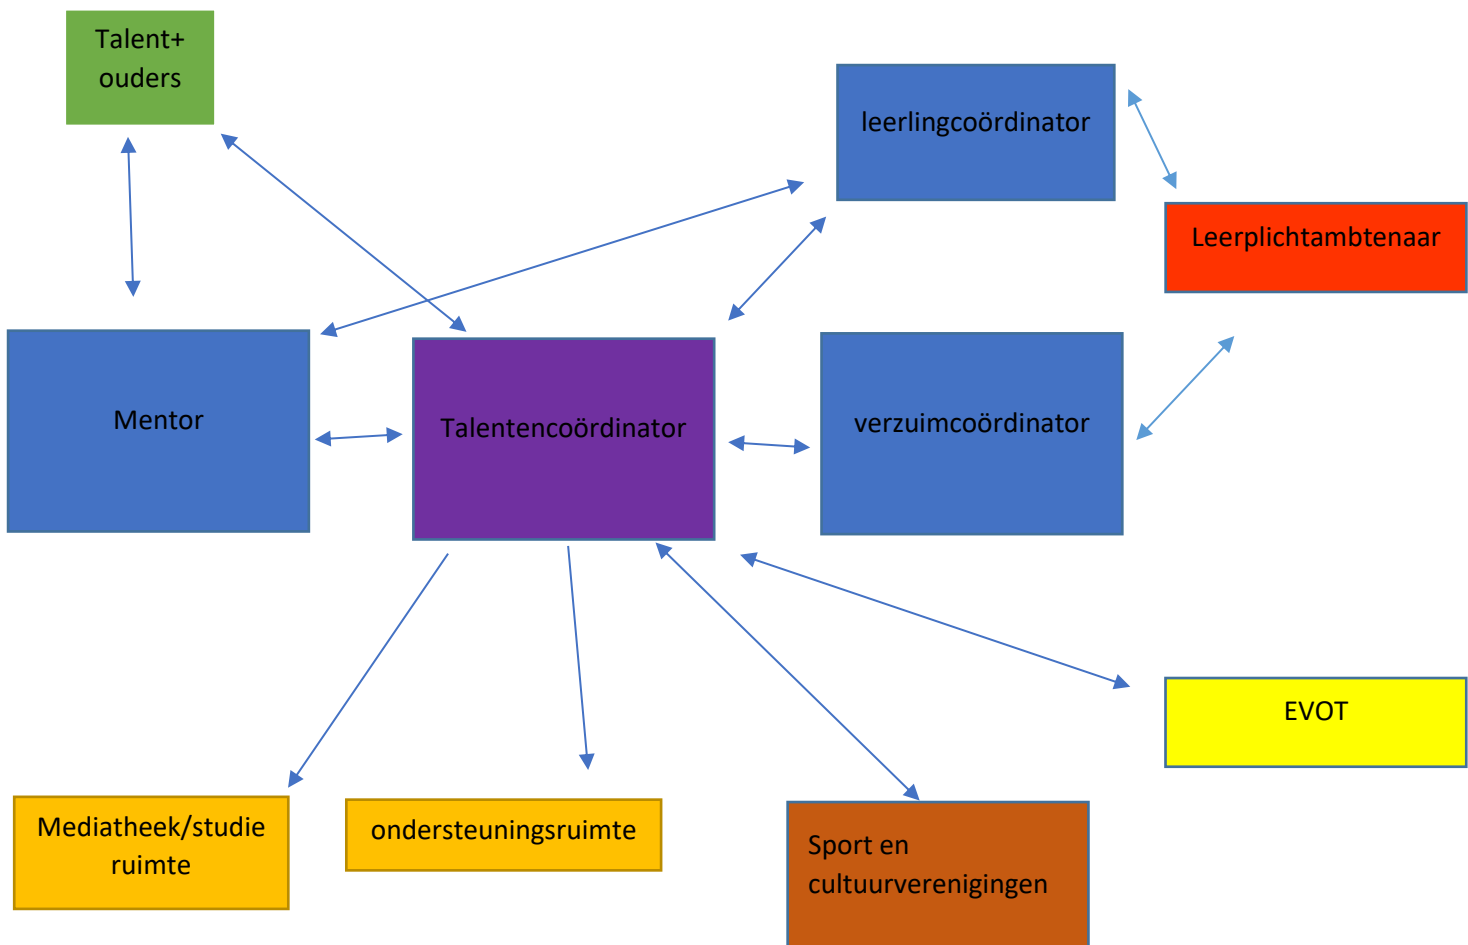 Talent+
ouders
leerlingcoördinator
Leerplichtambtenaar
Mentor
Talentencoördinator
verzuimcoördinator
EVOT
Mediatheek/studie
ruimte
ondersteuningsruimte
Sport en
cultuurverenigingen